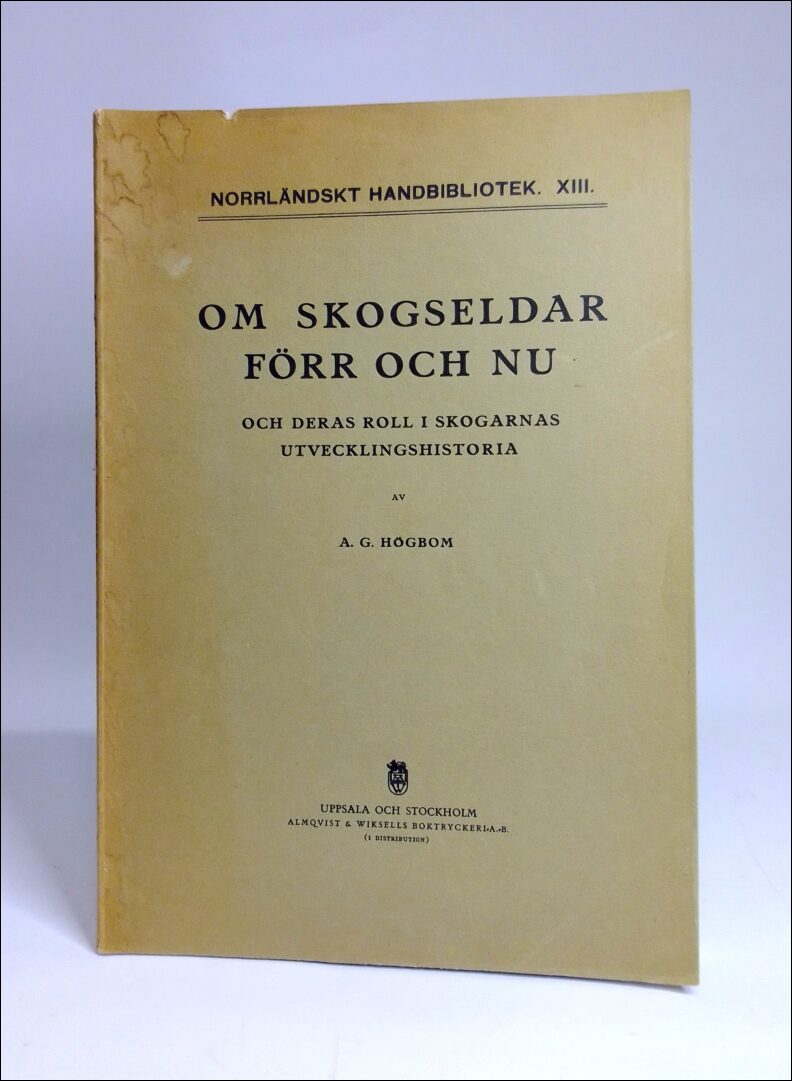 NORRLÄNDSKT HANDBIBLIOTEK. XIII.
OM SKOGSELDAR
FÖRR OCH NU
OCH DERAS ROLL I SKOGARNAS
UTVECKLINGSHISTORIA
AV
A. G. HÖGBOM
UPPSALA OCH STOCKHOLM
ALMQVIST & WIKSELLS BOKTRYCKERI-A.-B.
(I DISTRIBUTION)